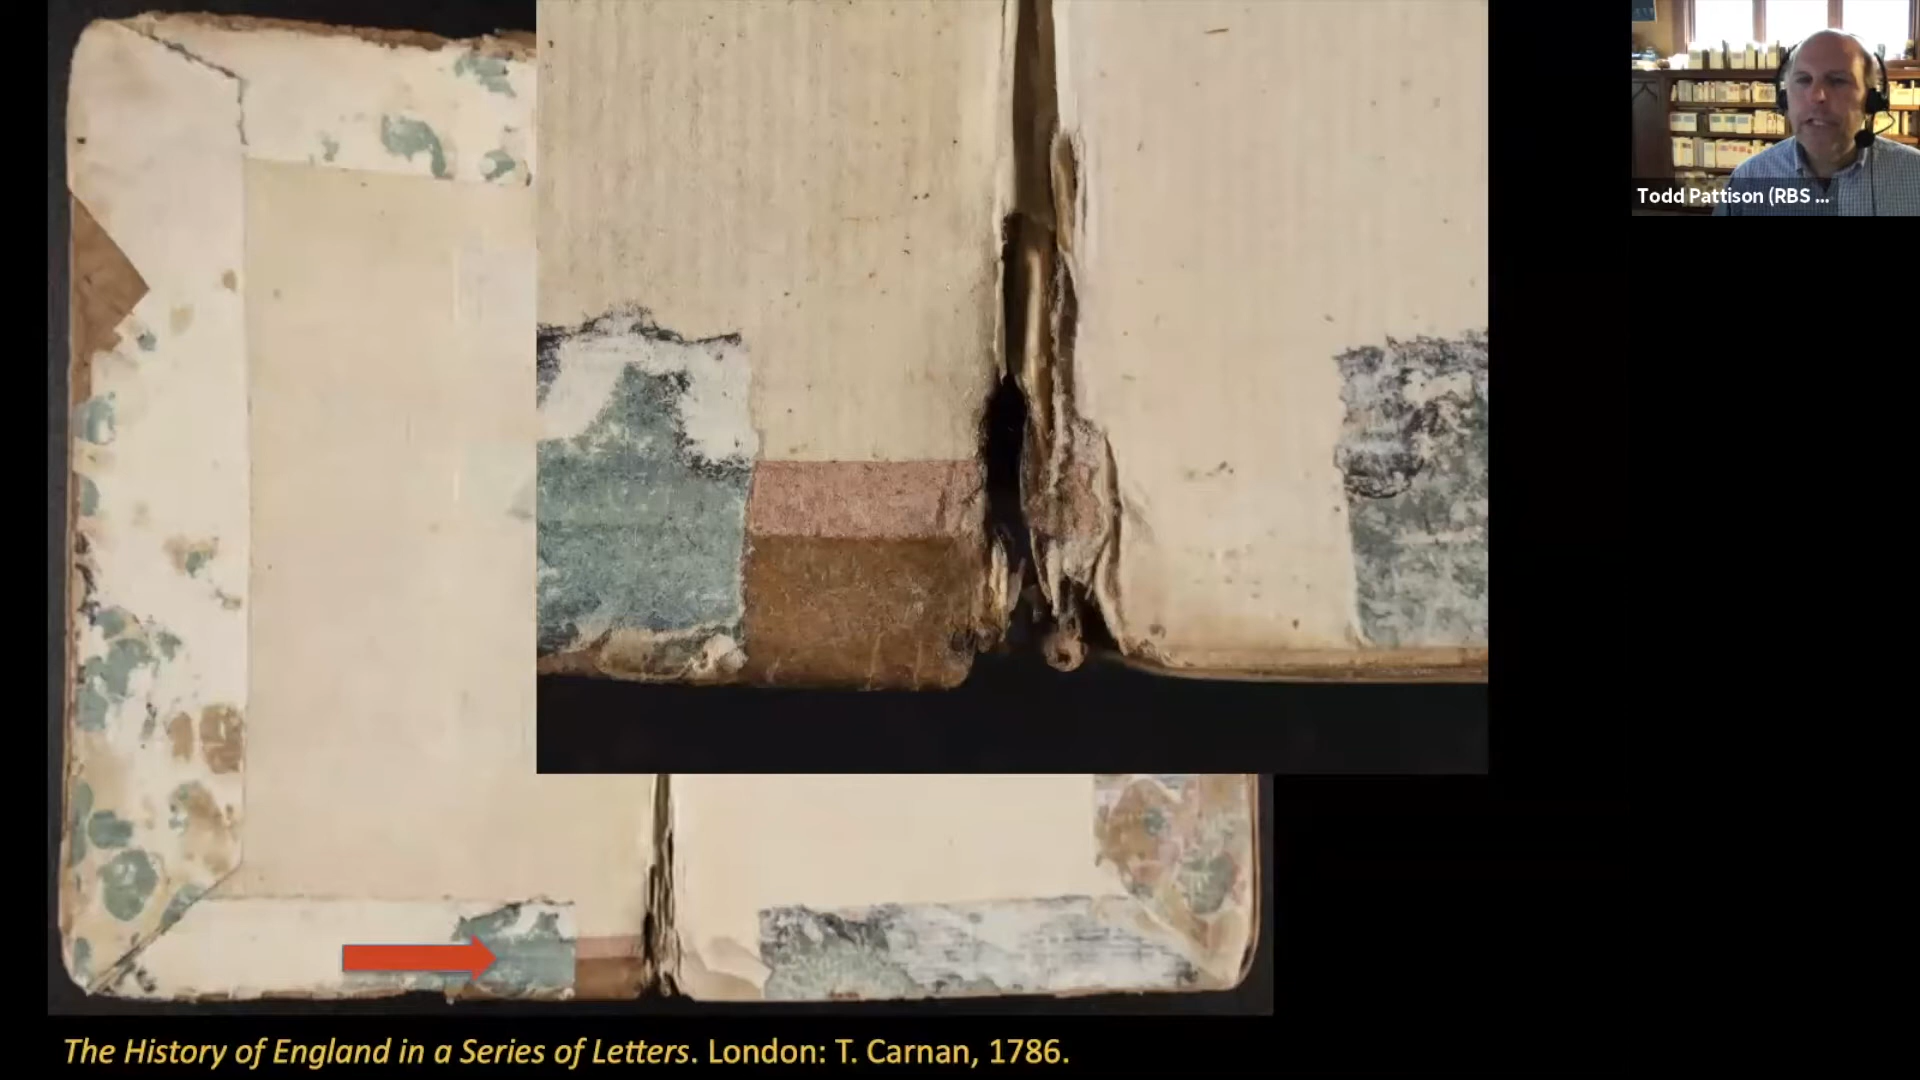 Todd Pattison (RBS ...
The History of England in a Series of Letters. London: T. Carnan, 1786.